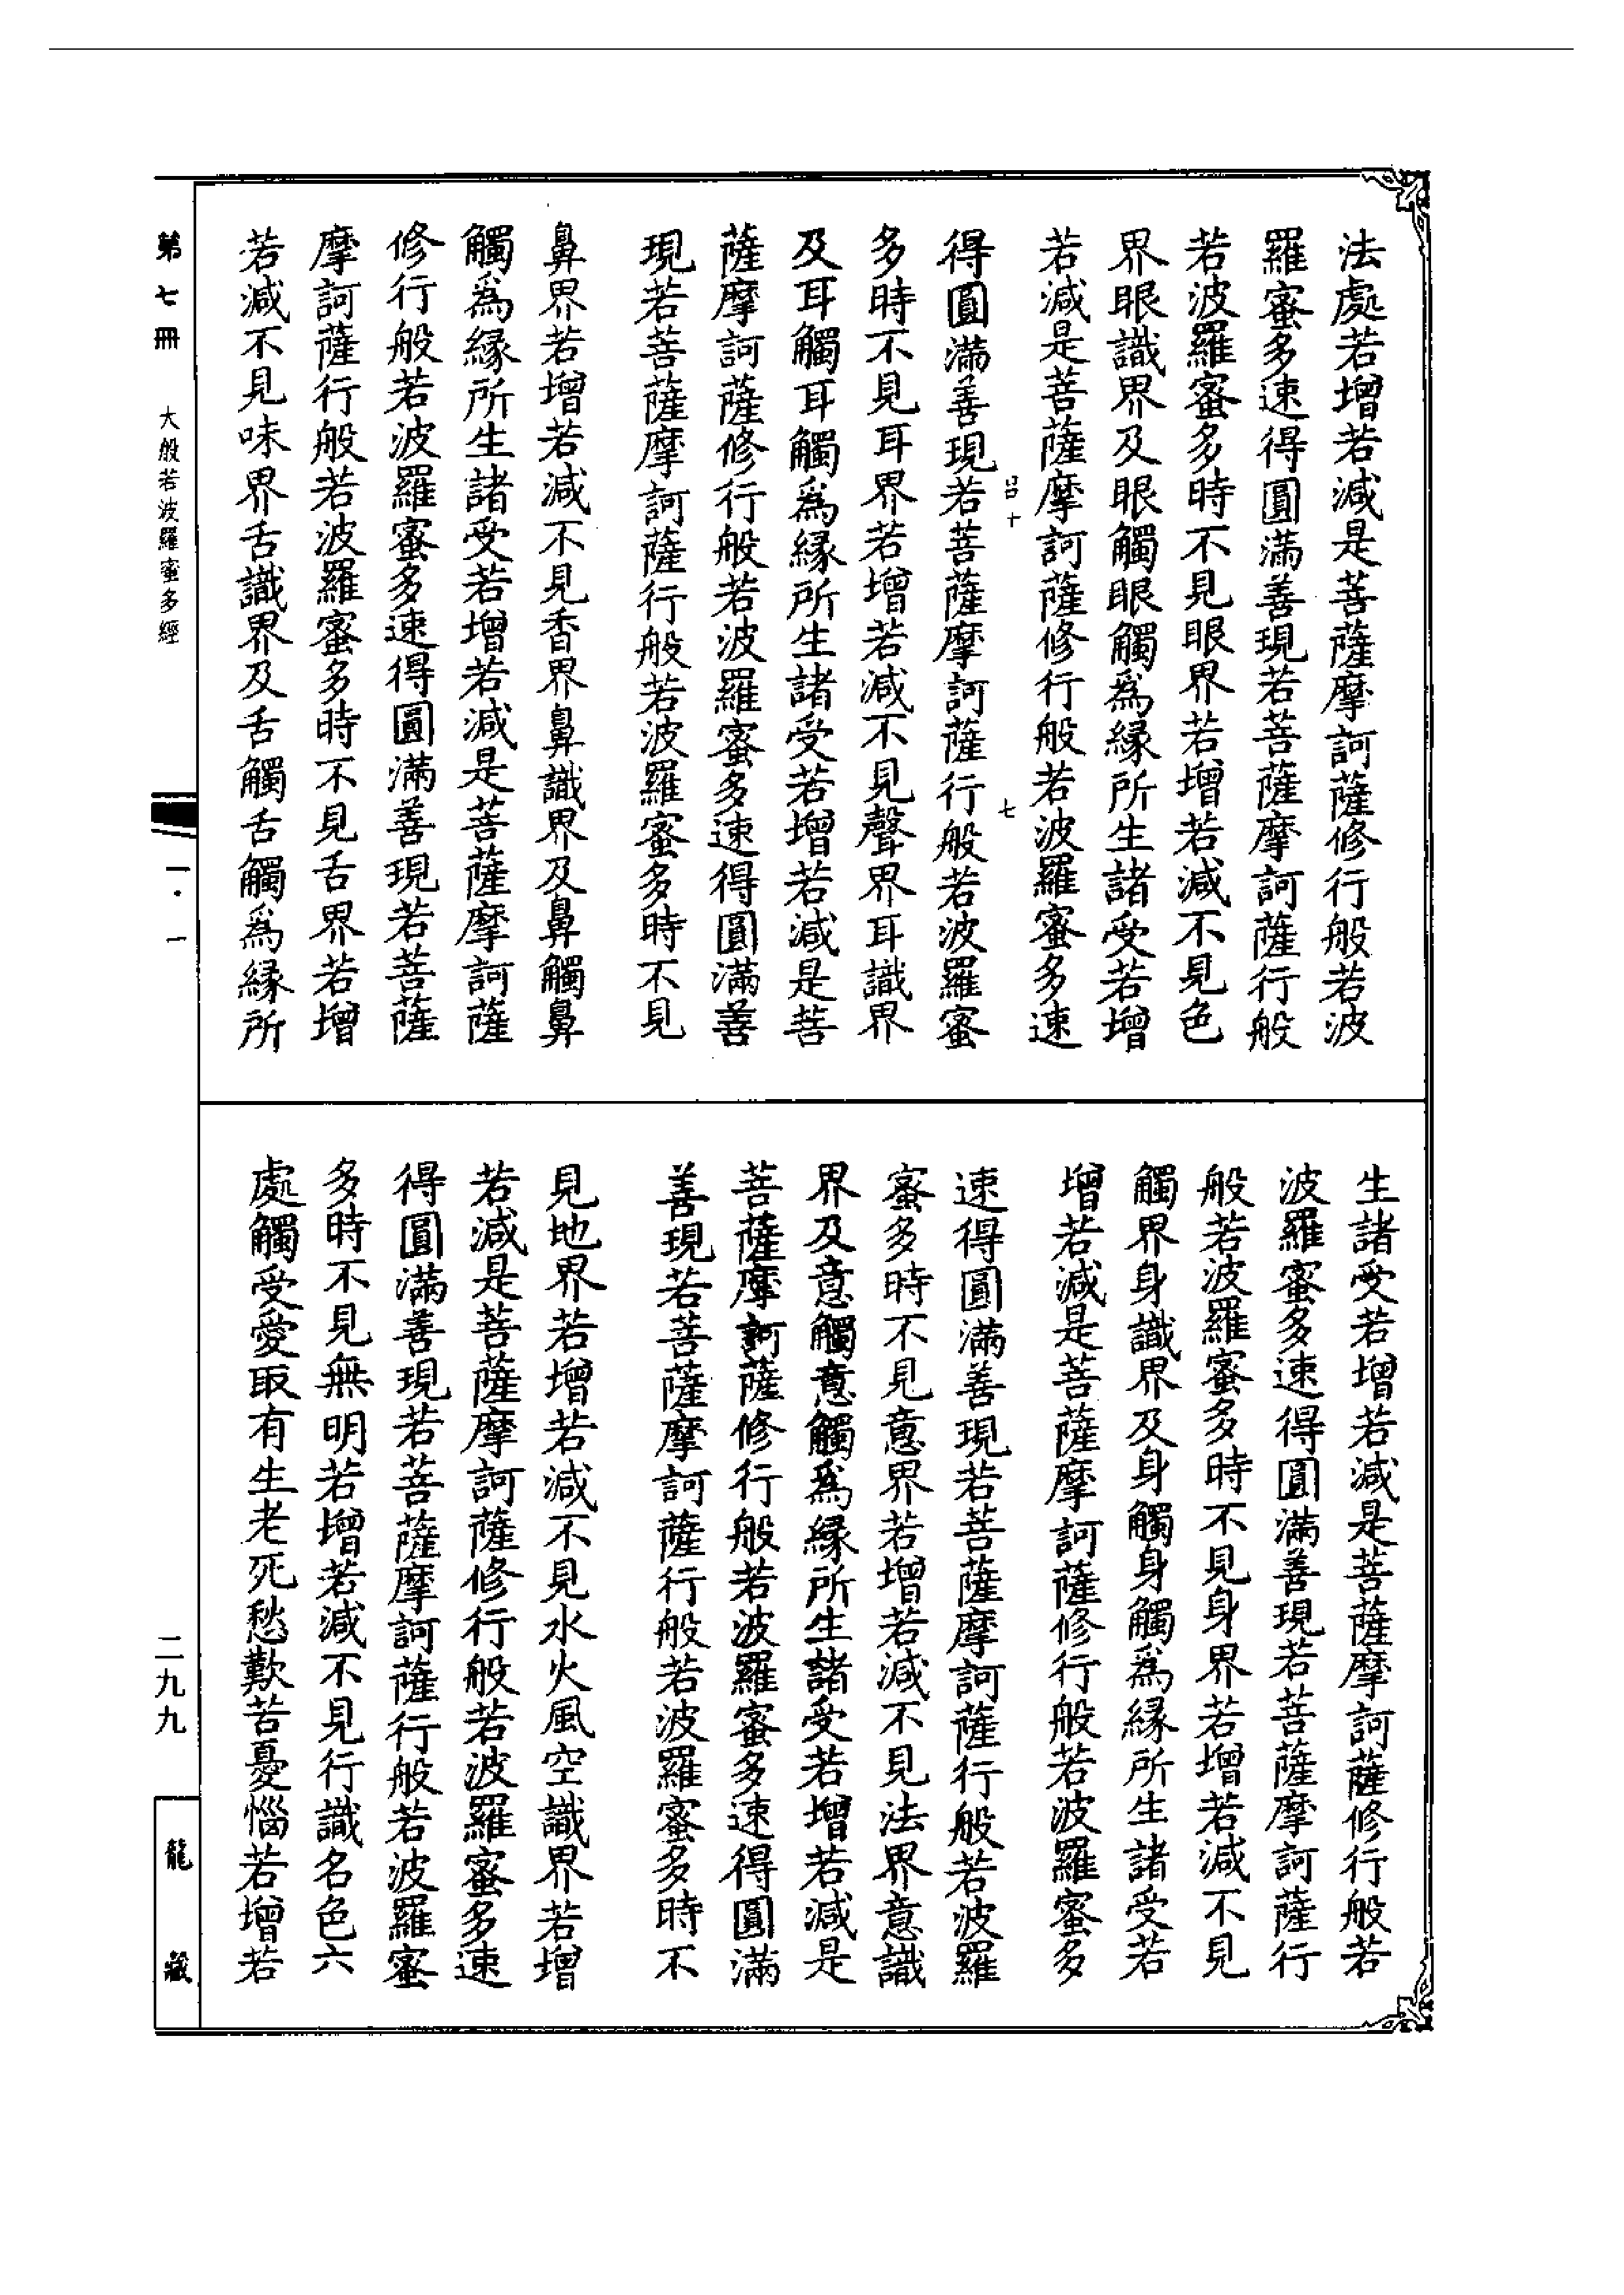 法處若增若減是菩薩摩訶薩修行般若波
羅蜜多速得圓滿善現若菩薩摩訶薩行般
若波羅蜜多時不見眼界若增若減不見色
界眼識界及眼觸眼觸爲緣所生諸受若增
若減是菩薩摩訶薩修行般若波羅蜜多速
吕十 七
得圓滿善現若菩薩摩訶薩行般若波羅蜜
多時不見耳界若增若減不見聲界耳識界
及耳觸耳觸爲緣所生諸受若增若減是菩
薩摩訶薩修行般若波羅蜜多速得圓滿善
現若菩薩摩訶薩行般若波羅蜜多時不見
鼻界若增若減不見香界鼻識界及鼻觸鼻
觸爲緣所生諸受若增若減是菩薩摩訶薩
修行般若波羅蜜多速得圓滿善現若菩薩
摩訶薩行般若波羅蜜多時不見舌界若增
若減不見味界舌識界及舌觸舌觸爲緣所
生諸受若增若減是菩薩摩訶薩修行般若
波羅蜜多速得圓滿善現若菩薩摩訶薩行
般若波羅蜜多時不見身界若增若減不見
觸界身識界及身觸身觸爲緣所生諸受若
增若減是菩薩摩訶薩修行般若波羅蜜多
速得圓滿善現若菩薩摩訶薩行般若波羅
蜜多時不見意界若增若減不見法界意識
界及意觸意觸爲緣所生諸受若增若減是
菩薩摩訶薩修行般若波羅蜜多速得圓滿
善現若菩薩摩訶薩行般若波羅蜜多時不
見地界若增若減不見水火風空識界若增
若減是菩薩摩訶薩修行般若波羅蜜多速
得圓滿善現若菩薩摩訶薩行般若波羅蜜
多時不見無明若增若減不見行識名色六
處觸受愛取有生老死愁歎苦憂惱若增若
第七冊 大般若波羅蜜多經 一·一 二九九 龍藏